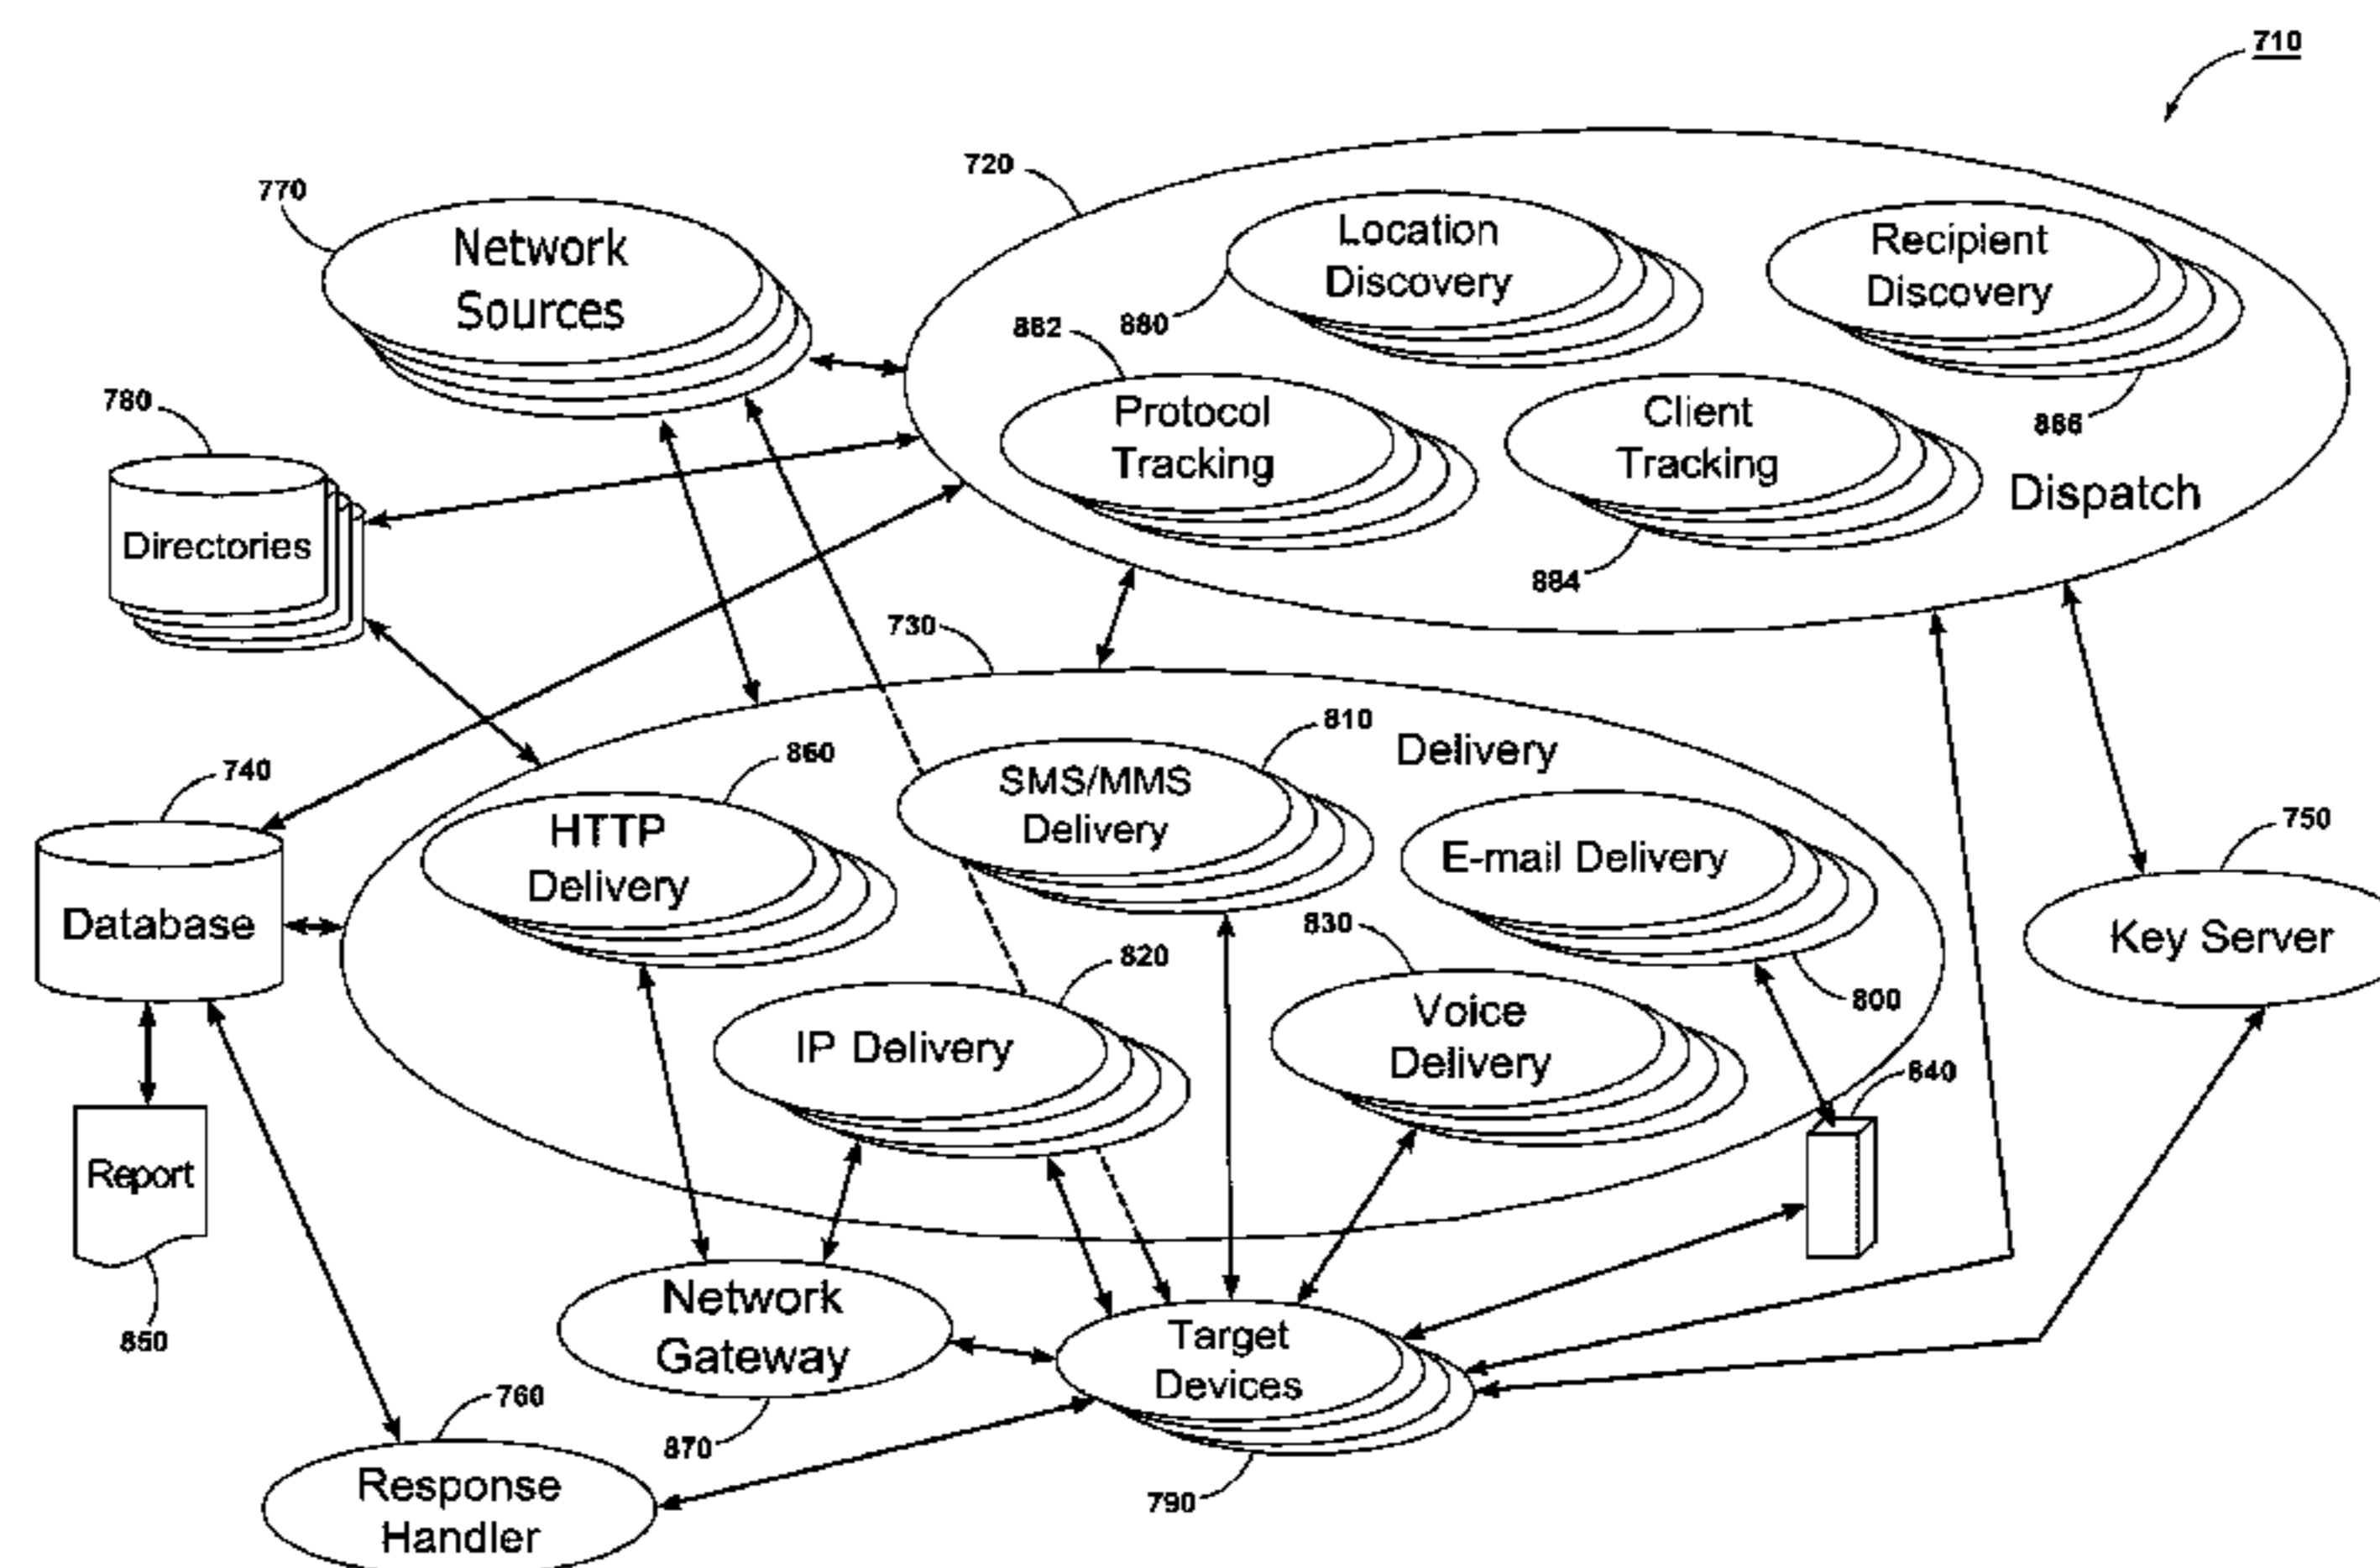 710
720
770
Network
Sources
Location
Discovery
880
Recipient
Discovery
886
882
Protocol
Tracking
Client
Tracking
884
Dispatch
780
Directories
730
810
Delivery
860
SMS/MMS
Delivery
740
HTTP
Delivery
E-mail Delivery
750
Database
830
Key Server
820
800
IP Delivery
Voice
Delivery
840
Report
850
Network
Gateway
870
Target
Devices
790
760
Response
Handler